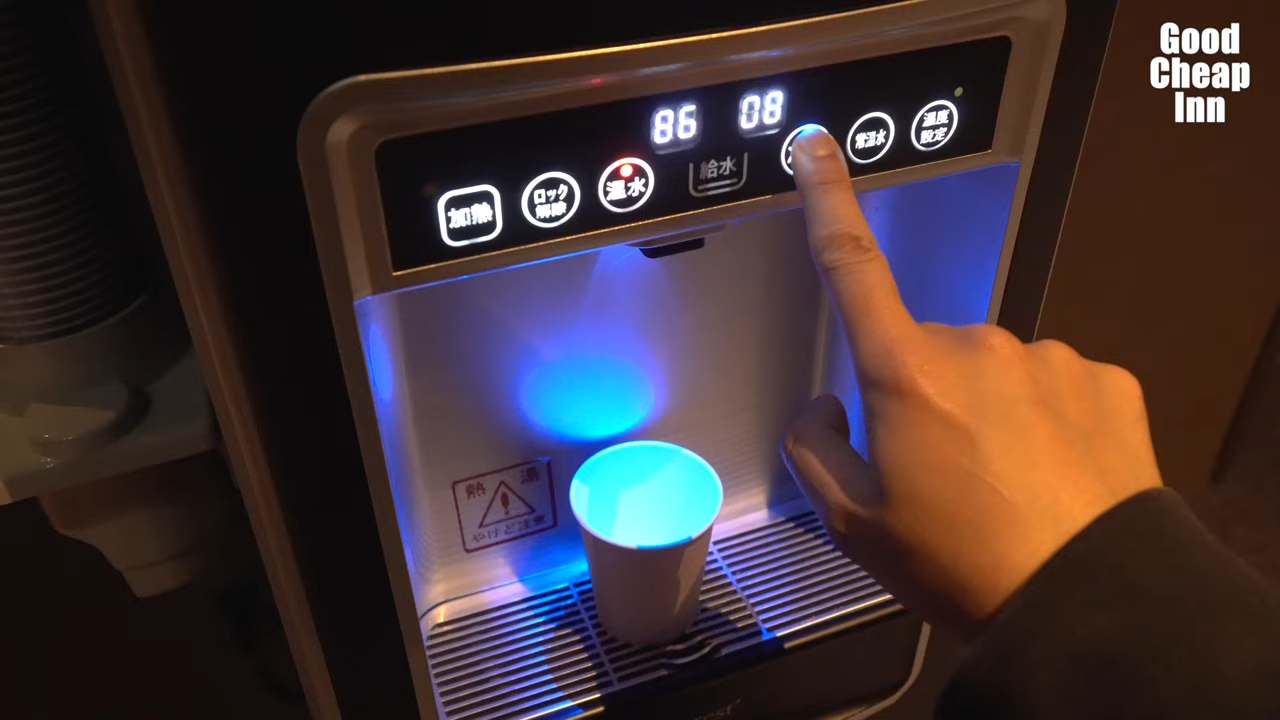 Good
Cheap
Inn
86
08
加熱
ロック
解除
温水
給水
常温水
温度
設定
熱 湯
やけど注意